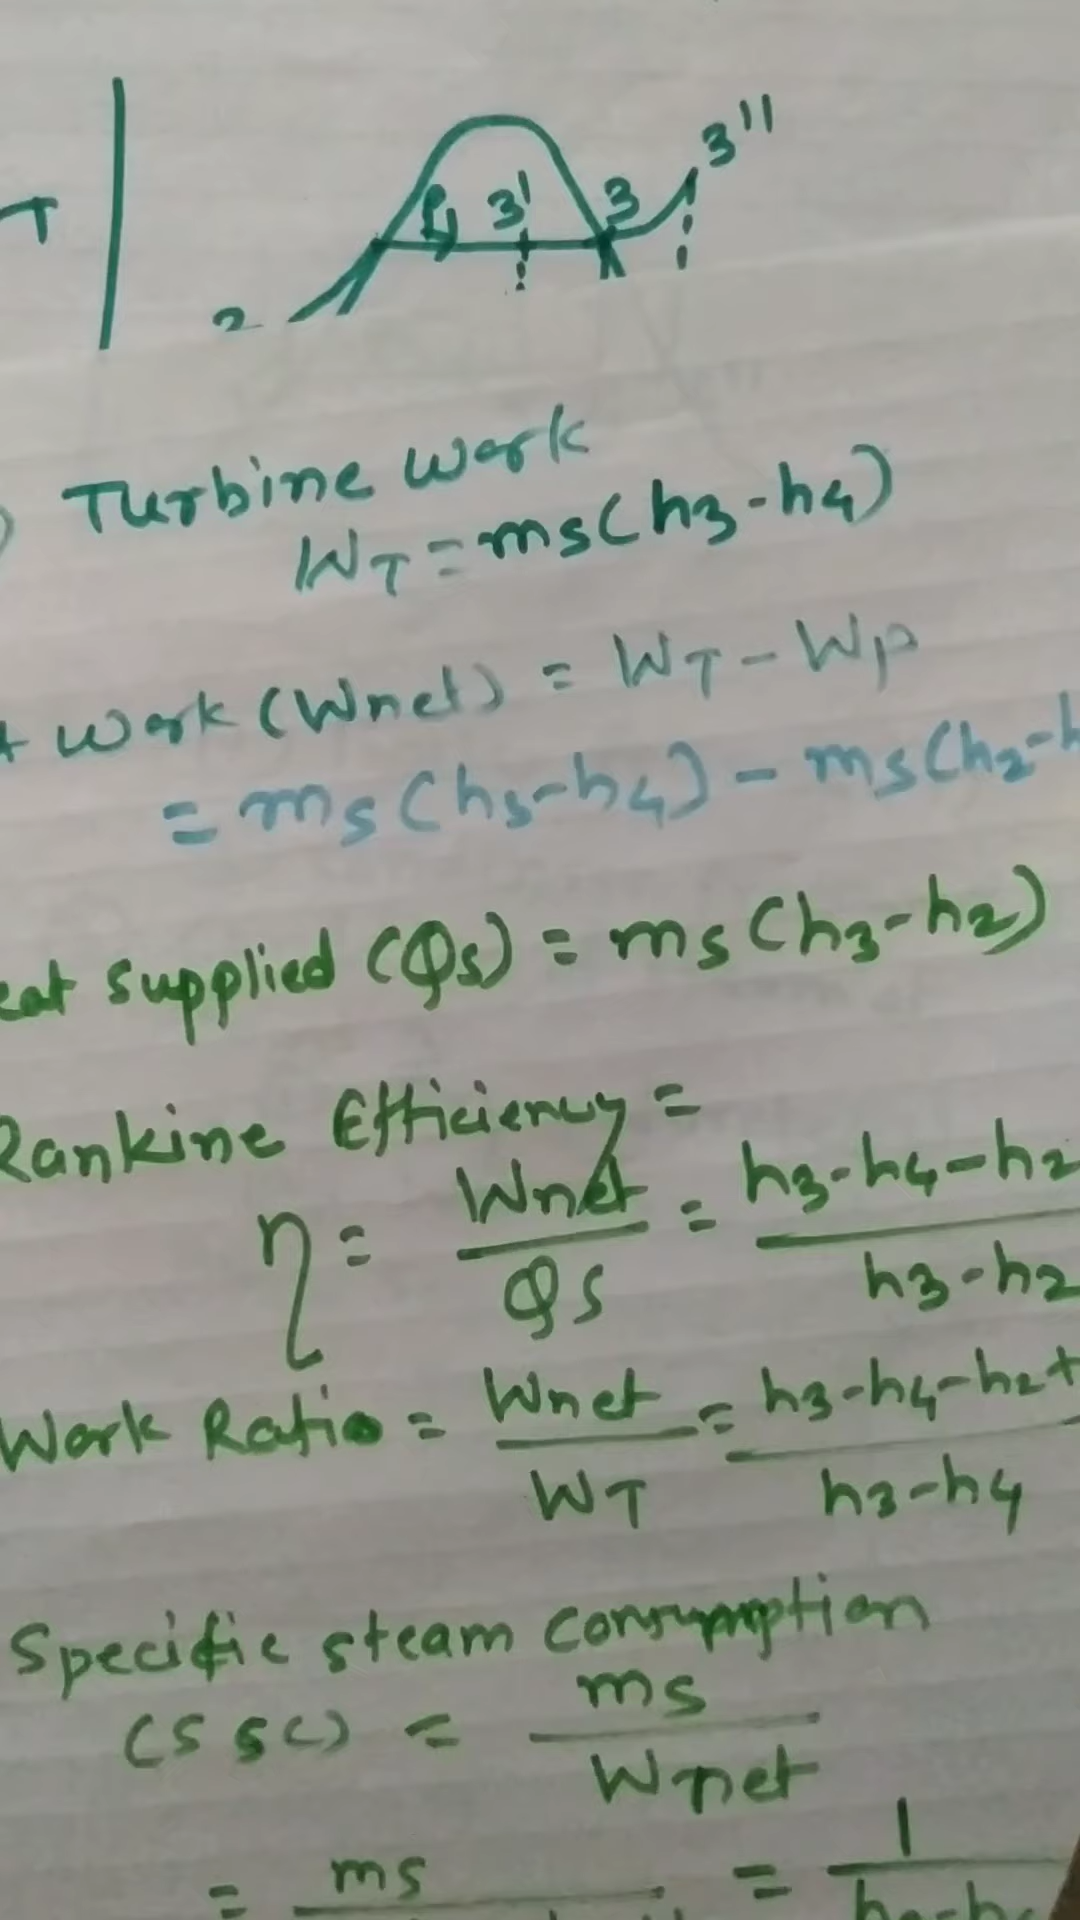 3''
P1 3' 3
T
2
Turbine work
WT = ms(h3-h4)
work (Wnet) = WT - Wp
= ms(h3-h4) - ms(h2-h
eat supplied (Qs) = ms(h3-h2)
Rankine Efficiency =
η = Wnet/Qs = h3-h4-h2/h3-h2
Work Ratio = Wnet/WT = h3-h4-h2+/h3-h4
Specific steam consumption
(SSC) = ms/Wnet
= ms = 1